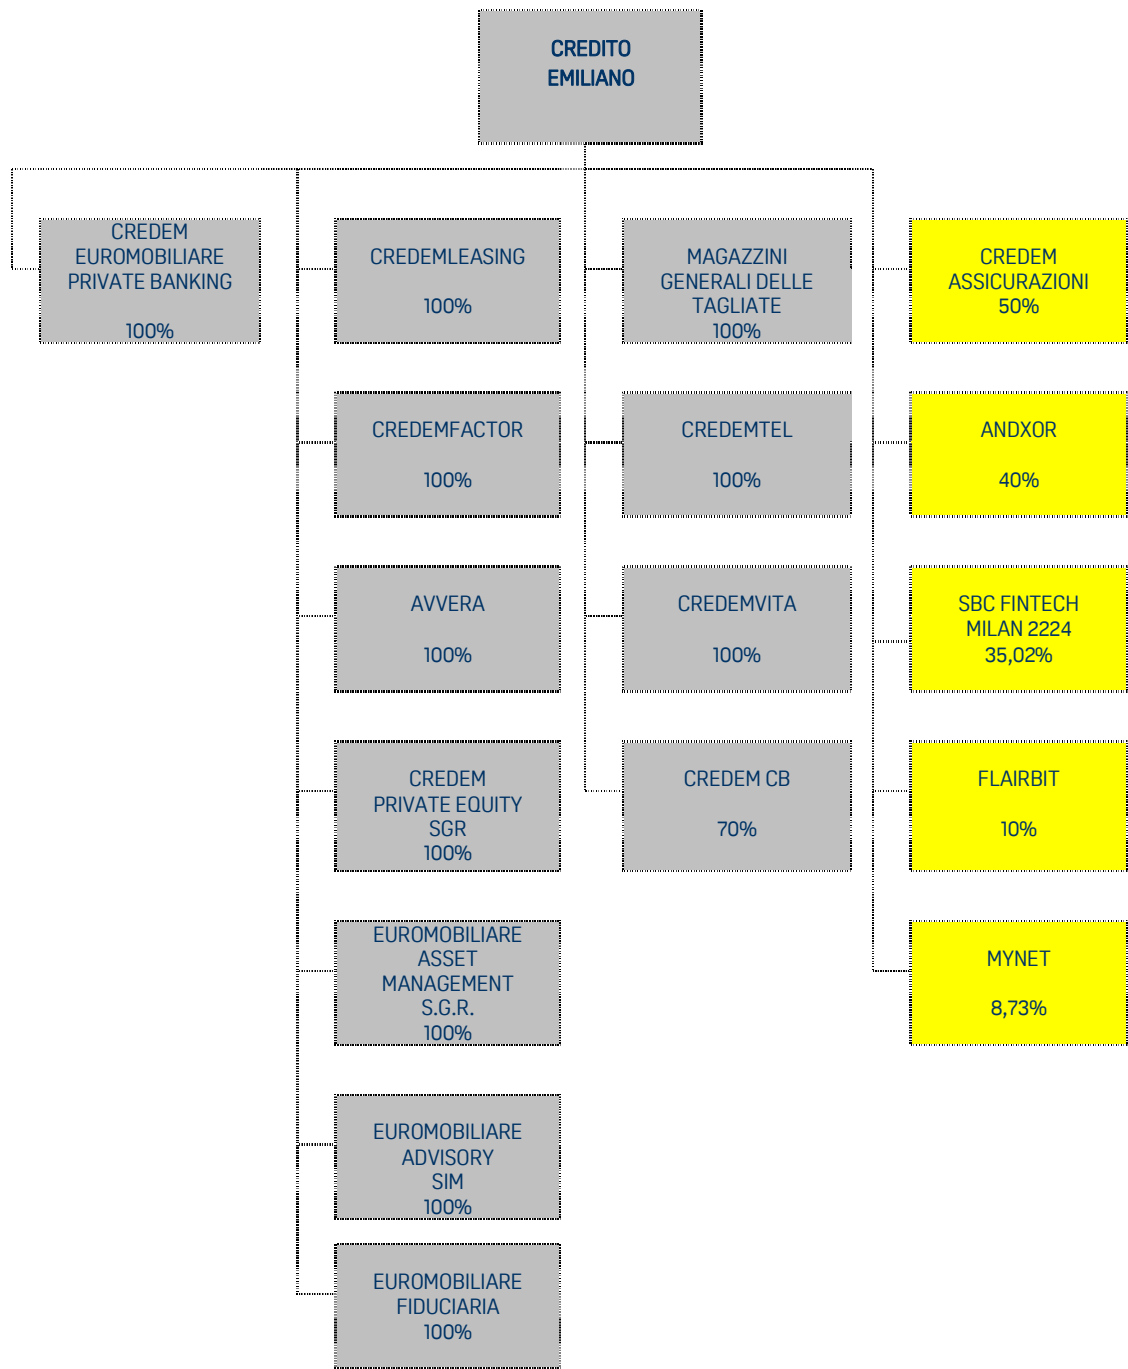 CREDITO
EMILIANO
CREDEM
EUROMOBILIARE
PRIVATE BANKING
100%
CREDEMLEASING
100%
MAGAZZINI
GENERALI DELLE
TAGLIATE
100%
CREDEM
ASSICURAZIONI
50%
CREDEMFACTOR
100%
CREDEMTEL
100%
ANDXOR
40%
AVVERA
100%
CREDEMVITA
100%
SBC FINTECH
MILAN 2224
35,02%
CREDEM
PRIVATE EQUITY
SGR
100%
CREDEM CB
70%
FLAIRBIT
10%
EUROMOBILIARE
ASSET
MANAGEMENT
S.G.R.
100%
MYNET
8,73%
EUROMOBILIARE
ADVISORY
SIM
100%
EUROMOBILIARE
FIDUCIARIA
100%